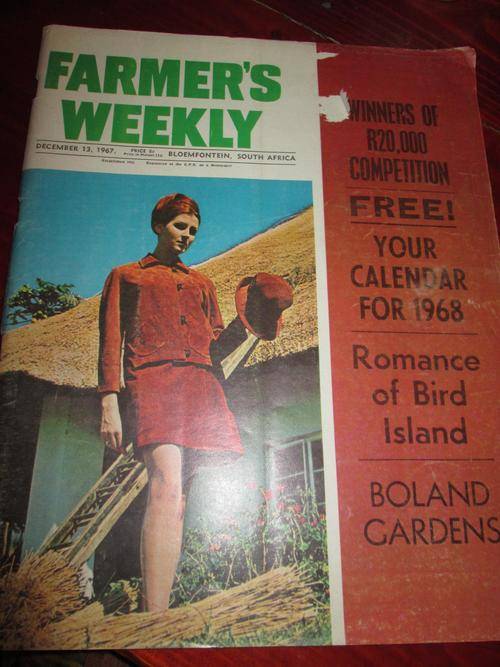 FARMER'S
WEEKLY
DECEMBER 13, 1967. PRICE BLOEMFONTEIN, SOUTH AFRICA
WINNERS OF
R20,000
COMPETITION
FREE!
YOUR
CALENDAR
FOR 1968
Romance
of Bird
Island
BOLAND
GARDENS